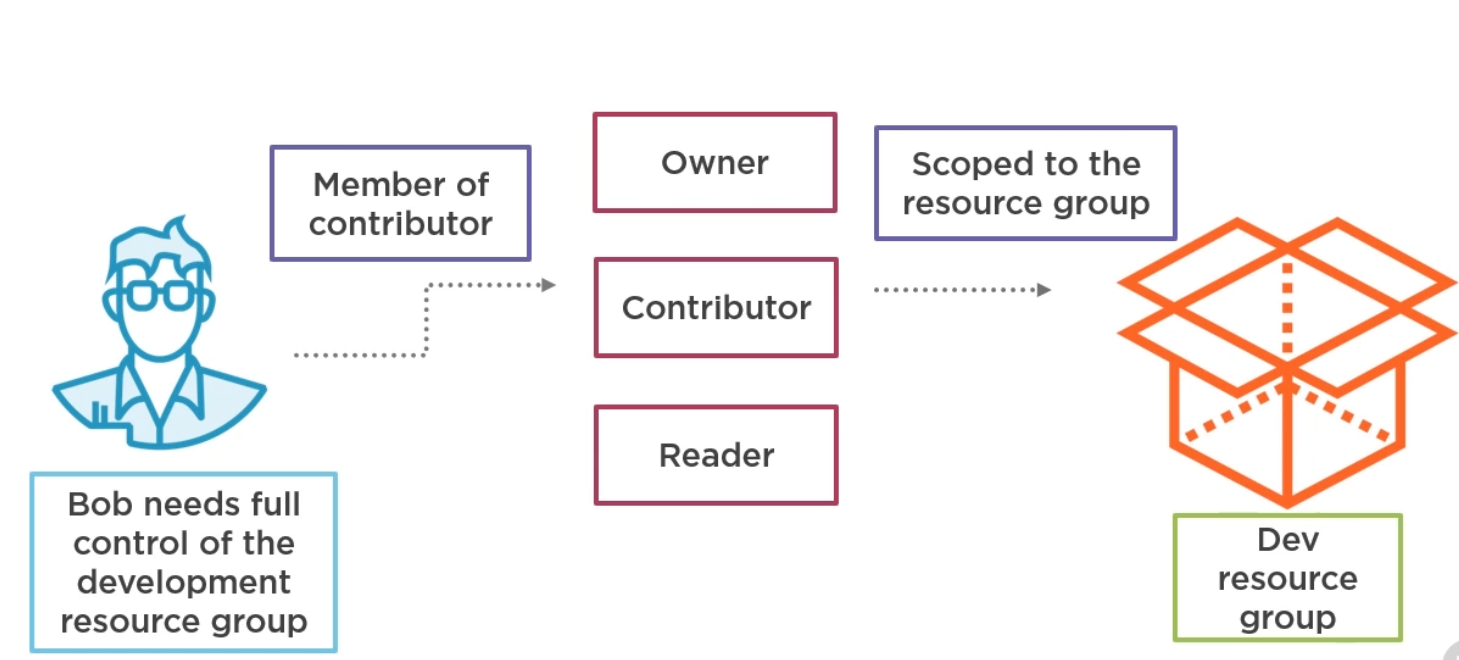 Member of
contributor
Owner
Scoped to the
resource group
Contributor
Reader
Bob needs full
control of the
development
resource group
Dev
resource
group